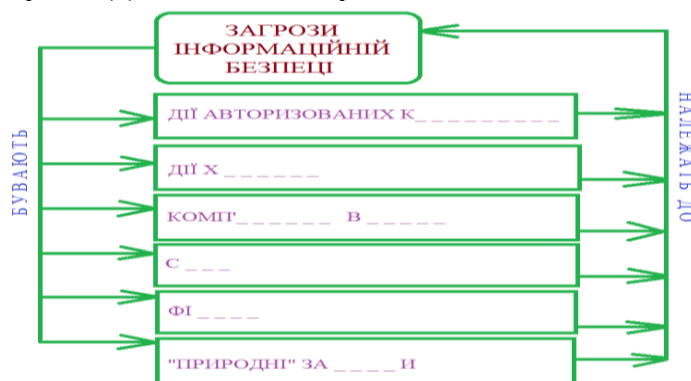 ЗАГРОЗИ
ІНФОРМАЦІЙНІЙ
БЕЗПЕЦІ
БУВАЮТЬ
ДІЇ АВТОРИЗОВАНИХ К_ _ _ _ _ _ _ _ _ _
ДІЇ Х _ _ _ _ _ _
КОМП'_ _ _ _ _ _ В _ _ _ _ _
С _ _ _
ФІ _ _ _ _
"ПРИРОДНІ" ЗА _ _ _ _ И
НАЛЕЖАТЬ ДО